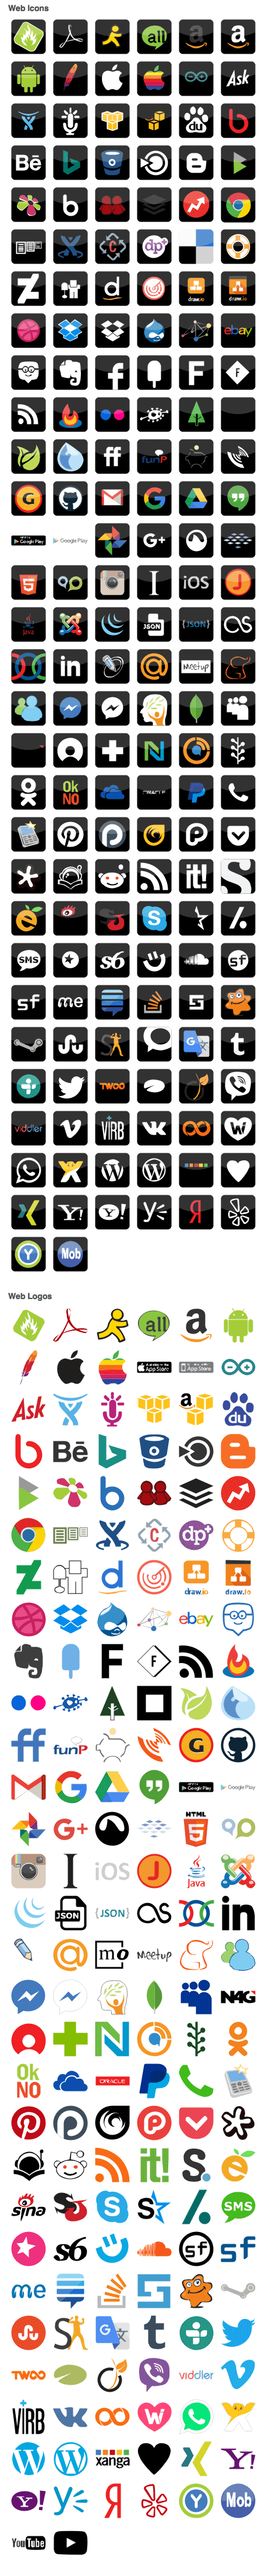 Web Icons
all
a a
Ask
du
Bē b
b
C dp+
Z d draw.io draw.io
ebay
f F F
ff funP
G G
Google Play Google Play G+
5 I iOS J
Java JSON {JSON}
in @ Meetup
N
OK NO ORACLE P
P P P
it! S
e S
SMS s6 sf
sf me S
t
t
TWOO
viddler V VIRB
W W
Y! Y! Я
Y Mob
Web Logos
all a
App Store App Store
Ask du
b Bē b B
b
C dp+
Z d draw.io draw.io
ebay
F F
ff funP G
G Google Play Google Play
G+ HTML 5
I iOS J Java
JSON {JSON} in
@ mo Meetup
N4G
N
OK NO ORACLE P
P P P
it! S. e
sina S S SMS
s6 sf sf
me S
S t
TWOO viddler V
VIRB W
W W xanga Y!
Y! Я Y Mob
YouTube